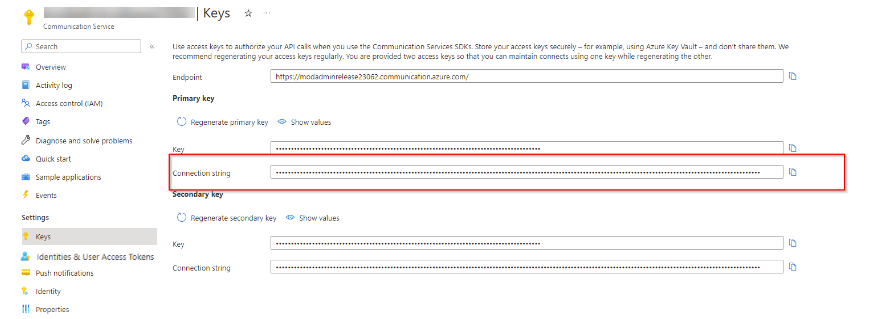 | Keys ☆ ...
Communication Service
Search «
Overview
Activity log
Access control (IAM)
Tags
Diagnose and solve problems
Quick start
Sample applications
Events
Settings
Keys
Identities & User Access Tokens
Push notifications
Identity
Properties
Use access keys to authorize your API calls when you use the Communication Services SDKs. Store your access keys securely – for example, using Azure Key Vault – and don't share them. We
recommend regenerating your access keys regularly. You are provided two access keys so that you can maintain connects using one key while regenerating the other.
Endpoint https://modadminrelease23062.communication.azure.com/
Primary key
Regenerate primary key Show values
Key
Connection string
Secondary key
Regenerate secondary key Show values
Key
Connection string